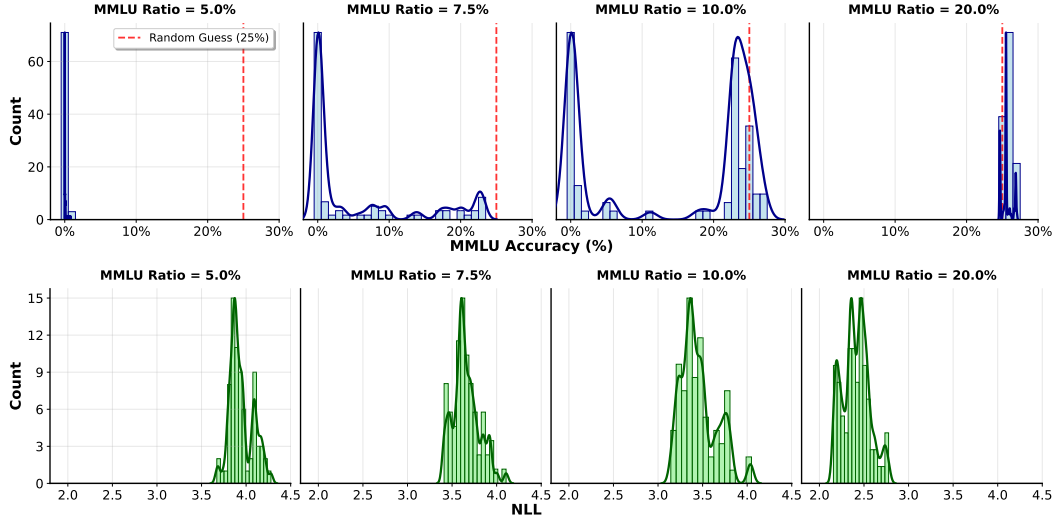 MMLU Ratio = 5.0%
MMLU Ratio = 7.5%
MMLU Ratio = 10.0%
MMLU Ratio = 20.0%
Random Guess (25%)
Count
60
40
20
0
0% 10% 20% 30%
0% 10% 20% 30%
0% 10% 20% 30%
0% 10% 20% 30%
MMLU Accuracy (%)
MMLU Ratio = 5.0%
MMLU Ratio = 7.5%
MMLU Ratio = 10.0%
MMLU Ratio = 20.0%
Count
15
12
9
6
3
0
2.0 2.5 3.0 3.5 4.0 4.5
2.0 2.5 3.0 3.5 4.0 4.5
2.0 2.5 3.0 3.5 4.0 4.5
2.0 2.5 3.0 3.5 4.0 4.5
NLL